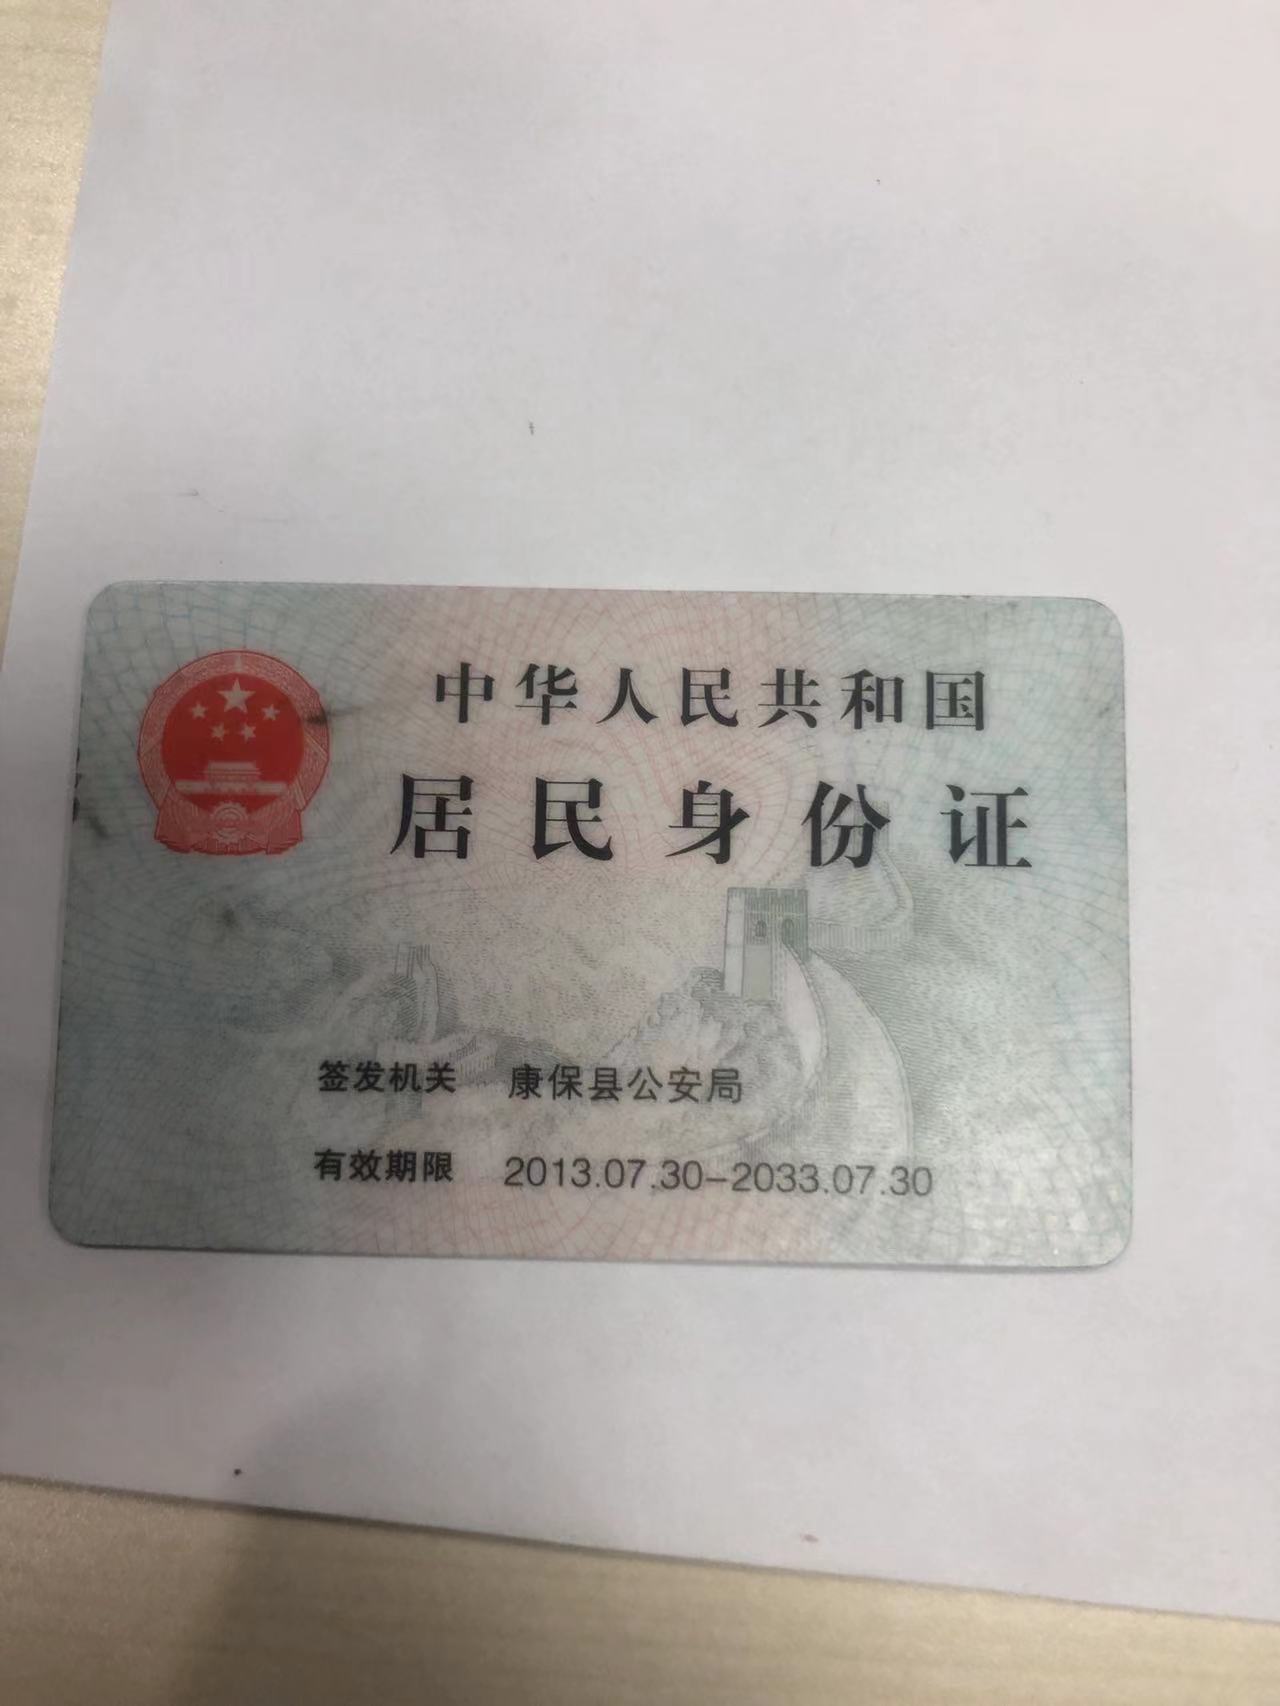 中华人民共和国
居民身份证
签发机关 康保县公安局
有效期限 2013.07.30-2033.07.30